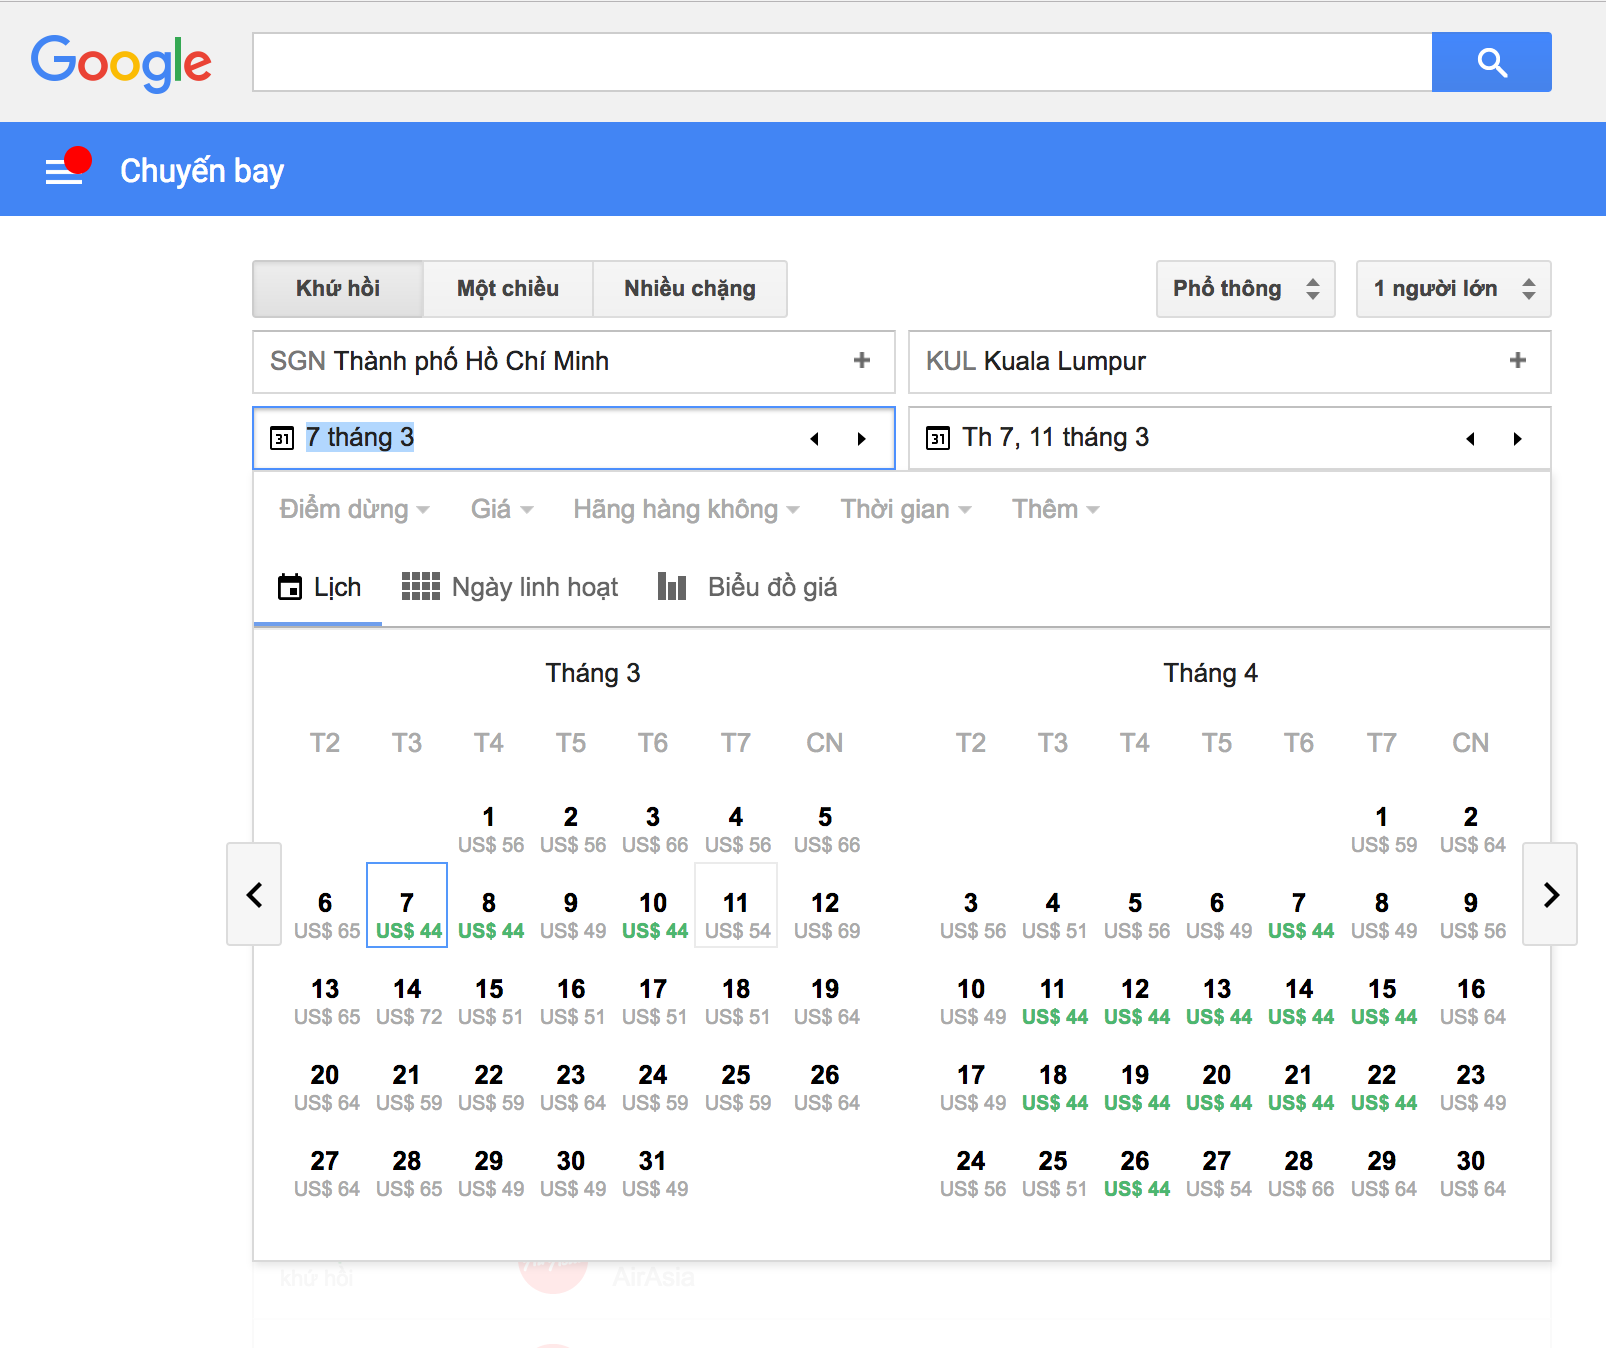 Google
Chuyến bay
Khứ hồi Một chiều Nhiều chặng Phổ thông 1 người lớn
SGN Thành phố Hồ Chí Minh + KUL Kuala Lumpur +
31 7 tháng 3 31 Th 7, 11 tháng 3
Điểm dừng Giá Hãng hàng không Thời gian Thêm
Lịch Ngày linh hoạt Biểu đồ giá
Tháng 3 Tháng 4
T2 T3 T4 T5 T6 T7 CN T2 T3 T4 T5 T6 T7 CN
1 2 3 4 5 1 2
US$ 56 US$ 56 US$ 66 US$ 56 US$ 66 US$ 59 US$ 64
6 7 8 9 10 11 12 3 4 5 6 7 8 9
US$ 65 US$ 44 US$ 44 US$ 49 US$ 44 US$ 54 US$ 69 US$ 56 US$ 51 US$ 56 US$ 49 US$ 44 US$ 49 US$ 56
13 14 15 16 17 18 19 10 11 12 13 14 15 16
US$ 65 US$ 72 US$ 51 US$ 51 US$ 51 US$ 51 US$ 64 US$ 49 US$ 44 US$ 44 US$ 44 US$ 44 US$ 44 US$ 64
20 21 22 23 24 25 26 17 18 19 20 21 22 23
US$ 64 US$ 59 US$ 59 US$ 64 US$ 59 US$ 59 US$ 64 US$ 49 US$ 44 US$ 44 US$ 44 US$ 44 US$ 44 US$ 49
27 28 29 30 31 24 25 26 27 28 29 30
US$ 64 US$ 65 US$ 49 US$ 49 US$ 49 US$ 56 US$ 51 US$ 44 US$ 54 US$ 66 US$ 64 US$ 64
khứ hồi AirAsia